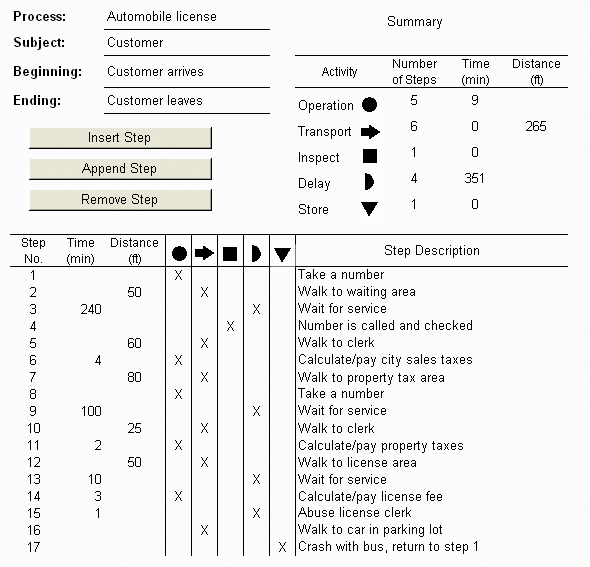 Process: Automobile license
Subject: Customer
Beginning: Customer arrives
Ending: Customer leaves
Insert Step
Append Step
Remove Step
Summary
Activity Number of Steps Time (min) Distance (ft)
Operation 5 9
Transport 6 0 265
Inspect 1 0
Delay 4 351
Store 1 0
Step No. Time (min) Distance (ft) Step Description
1 X Take a number
2 50 X Walk to waiting area
3 240 X Wait for service
4 X Number is called and checked
5 60 X Walk to clerk
6 4 X Calculate/pay city sales taxes
7 80 X Walk to property tax area
8 X Take a number
9 100 X Wait for service
10 25 X Walk to clerk
11 2 X Calculate/pay property taxes
12 50 X Walk to license area
13 10 X Wait for service
14 3 X Calculate/pay license fee
15 1 X Abuse license clerk
16 X Walk to car in parking lot
17 X Crash with bus, return to step 1